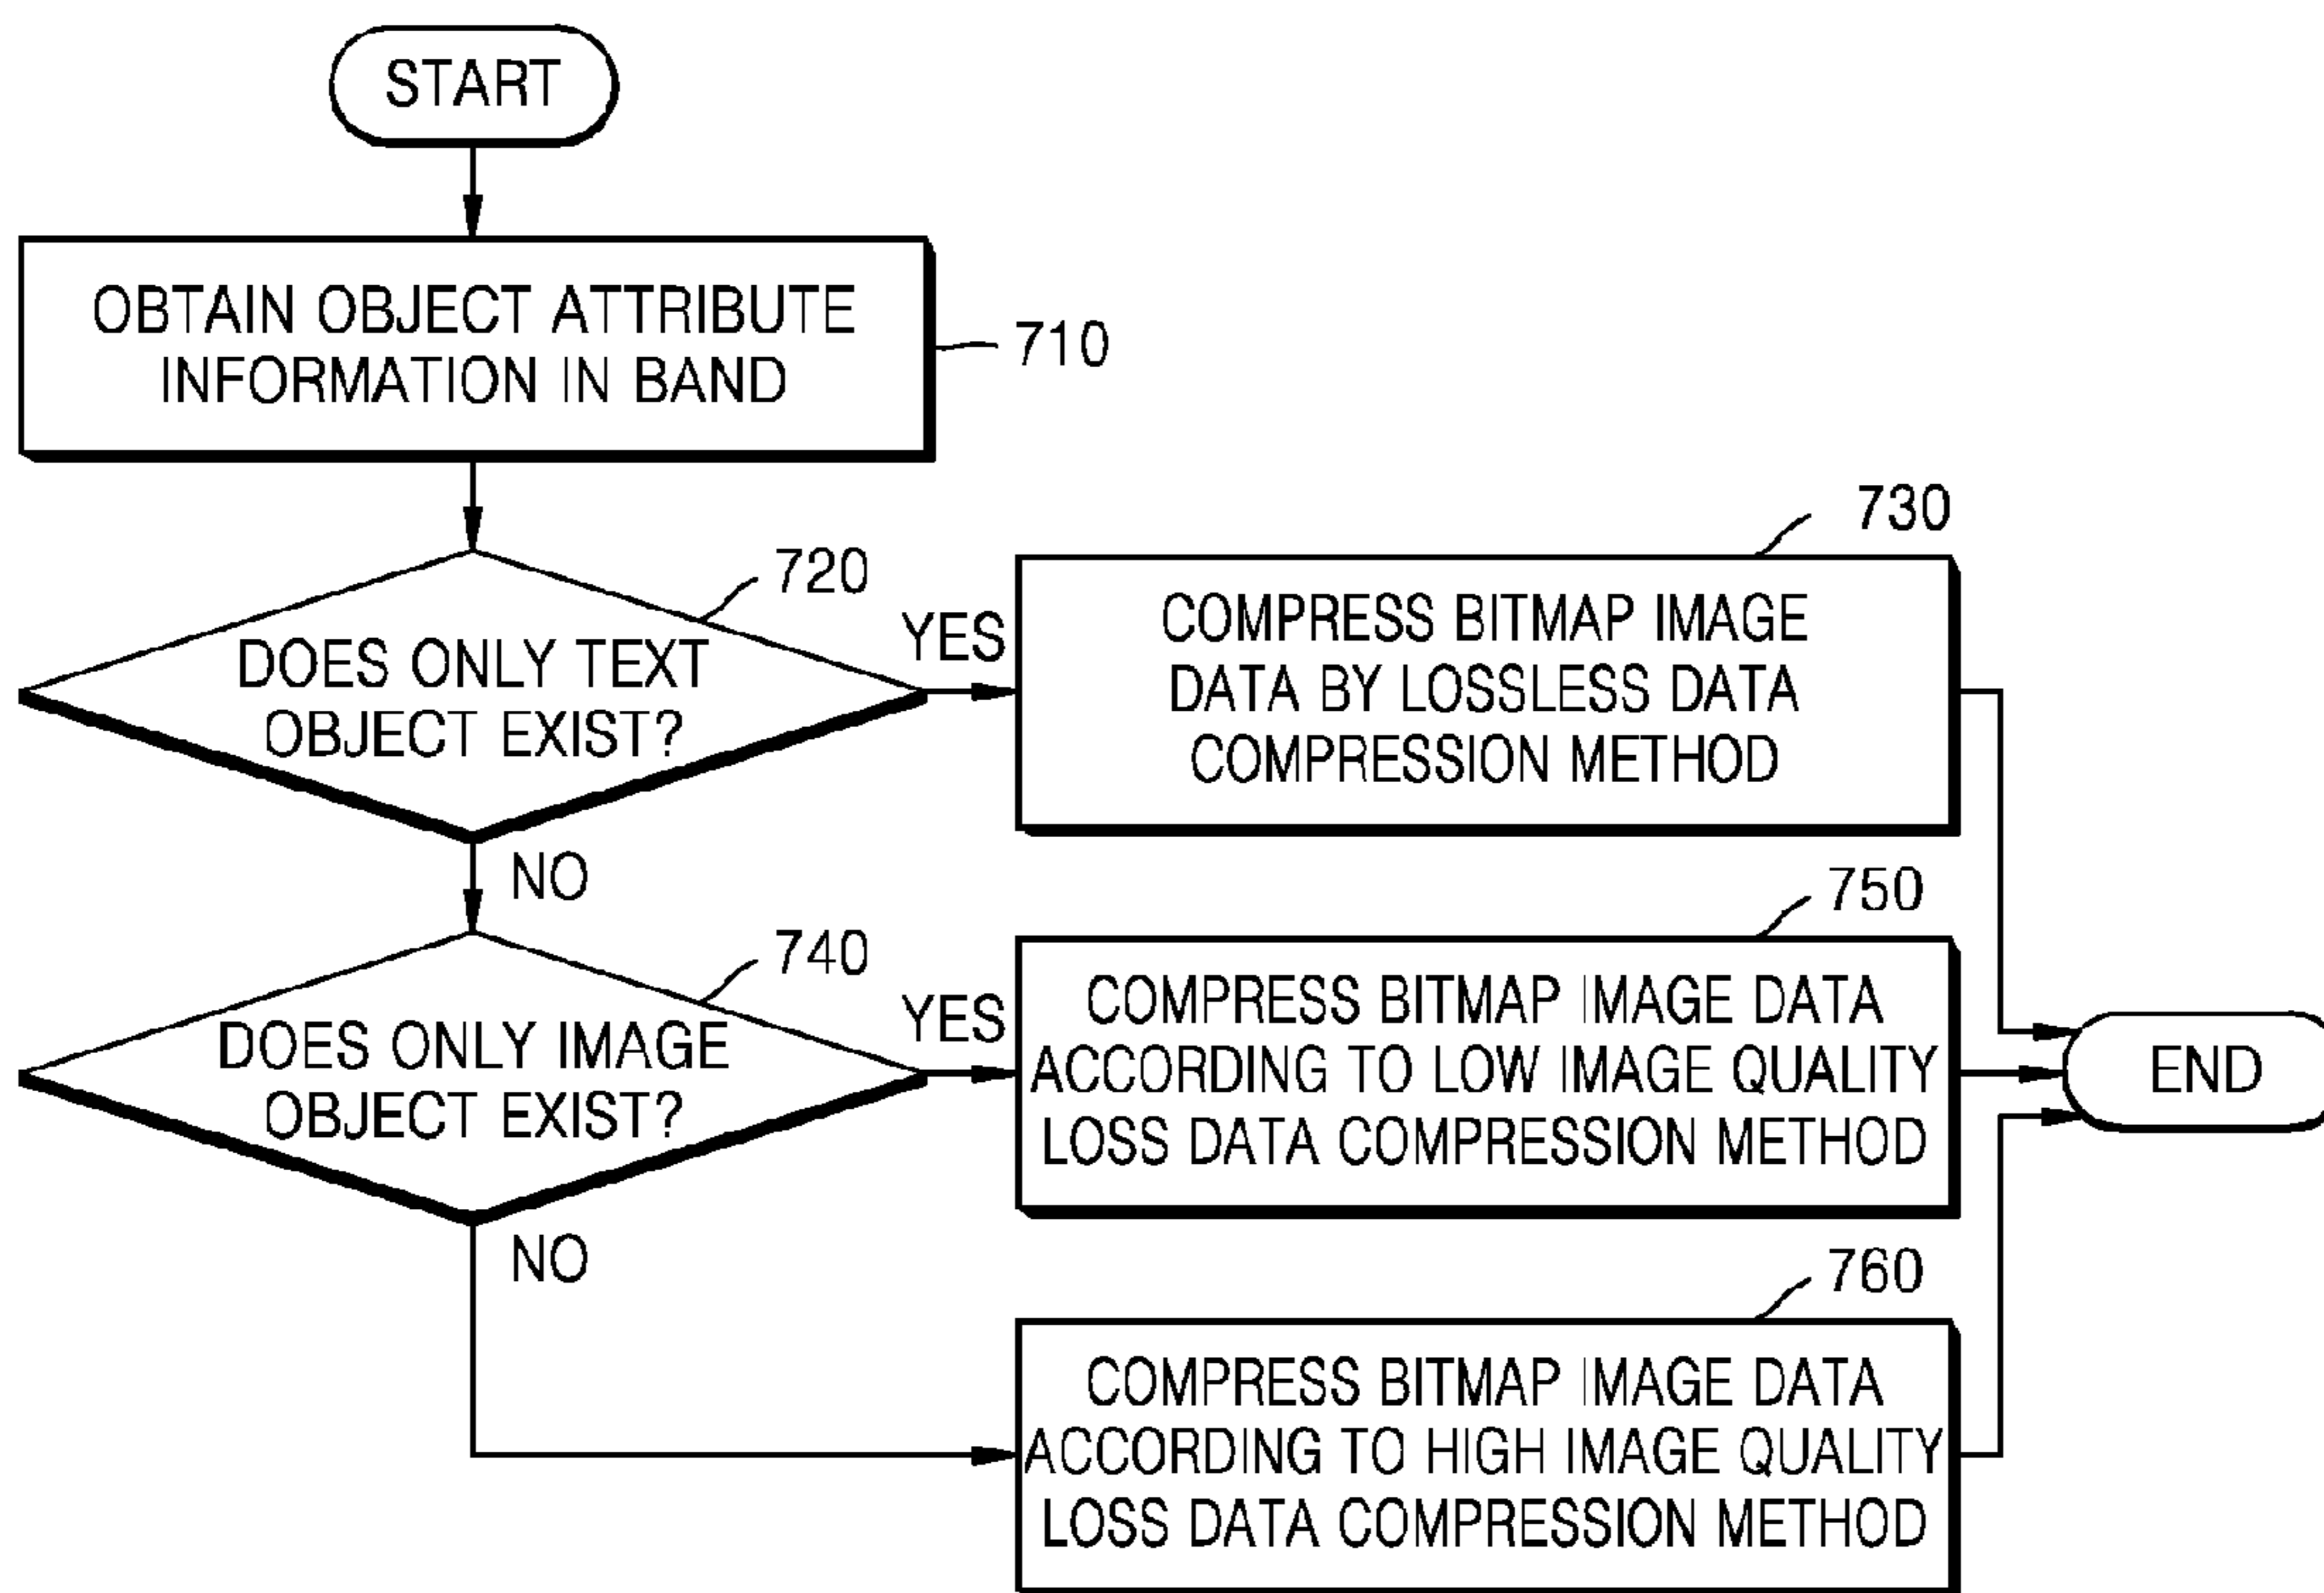 START
OBTAIN OBJECT ATTRIBUTE
INFORMATION IN BAND
710
DOES ONLY TEXT
OBJECT EXIST?
720
YES
NO
730
COMPRESS BITMAP IMAGE
DATA BY LOSSLESS DATA
COMPRESSION METHOD
DOES ONLY IMAGE
OBJECT EXIST?
740
YES
NO
750
COMPRESS BITMAP IMAGE DATA
ACCORDING TO LOW IMAGE QUALITY
LOSS DATA COMPRESSION METHOD
760
COMPRESS BITMAP IMAGE DATA
ACCORDING TO HIGH IMAGE QUALITY
LOSS DATA COMPRESSION METHOD
END